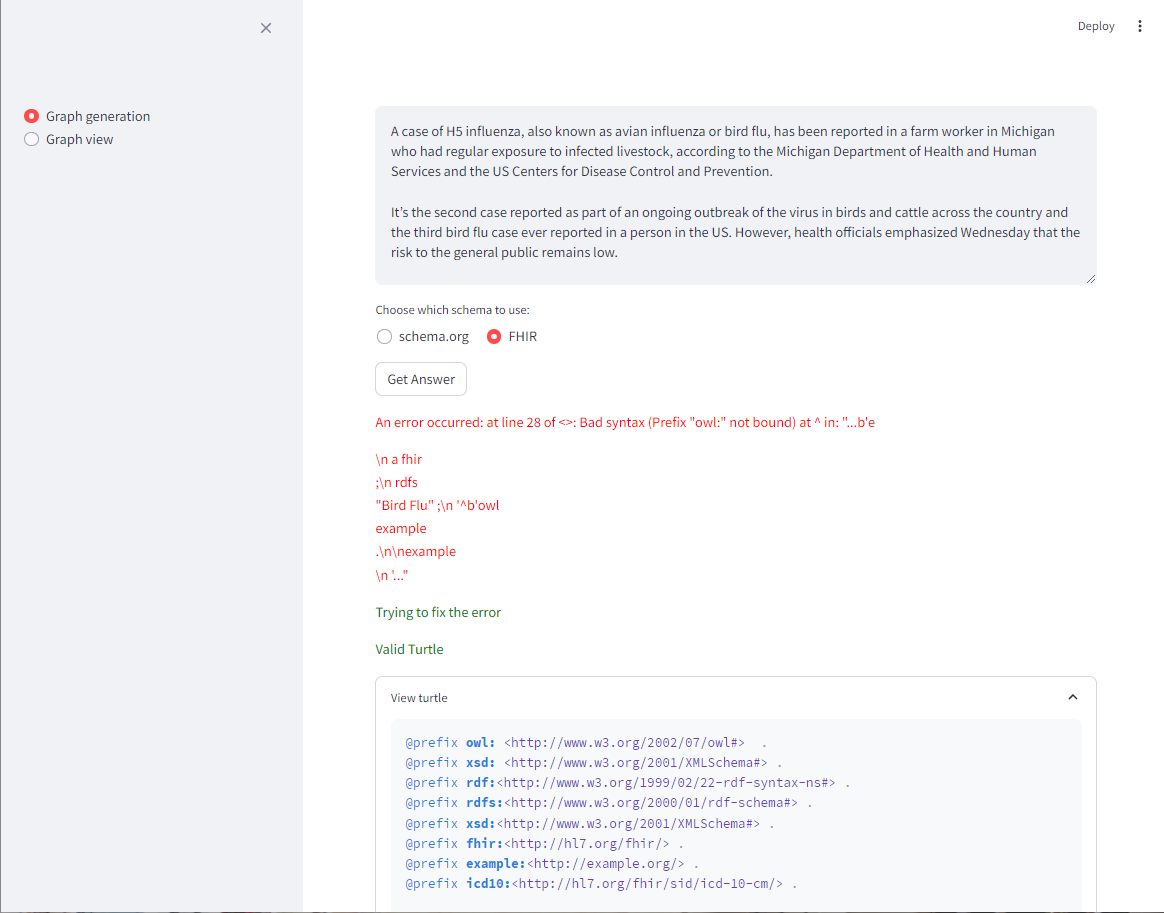 Deploy
Graph generation
Graph view
A case of H5 influenza, also known as avian influenza or bird flu, has been reported in a farm worker in Michigan
who had regular exposure to infected livestock, according to the Michigan Department of Health and Human
Services and the US Centers for Disease Control and Prevention.
It’s the second case reported as part of an ongoing outbreak of the virus in birds and cattle across the country and
the third bird flu case ever reported in a person in the US. However, health officials emphasized Wednesday that the
risk to the general public remains low.
Choose which schema to use:
schema.org FHIR
Get Answer
An error occurred: at line 28 of <>: Bad syntax (Prefix "owl:" not bound) at ^ in: "...b'e
\n a fhir
;\n rdfs
"Bird Flu" ;\n '^b'owl
example
.\n\nexample
\n '..."
Trying to fix the error
Valid Turtle
View turtle
@prefix owl: <http://www.w3.org/2002/07/owl#>  .
@prefix xsd: <http://www.w3.org/2001/XMLSchema#> .
@prefix rdf:<http://www.w3.org/1999/02/22-rdf-syntax-ns#> .
@prefix rdfs:<http://www.w3.org/2000/01/rdf-schema#> .
@prefix xsd:<http://www.w3.org/2001/XMLSchema#> .
@prefix fhir:<http://hl7.org/fhir/> .
@prefix example:<http://example.org/> .
@prefix icd10:<http://hl7.org/fhir/sid/icd-10-cm/> .